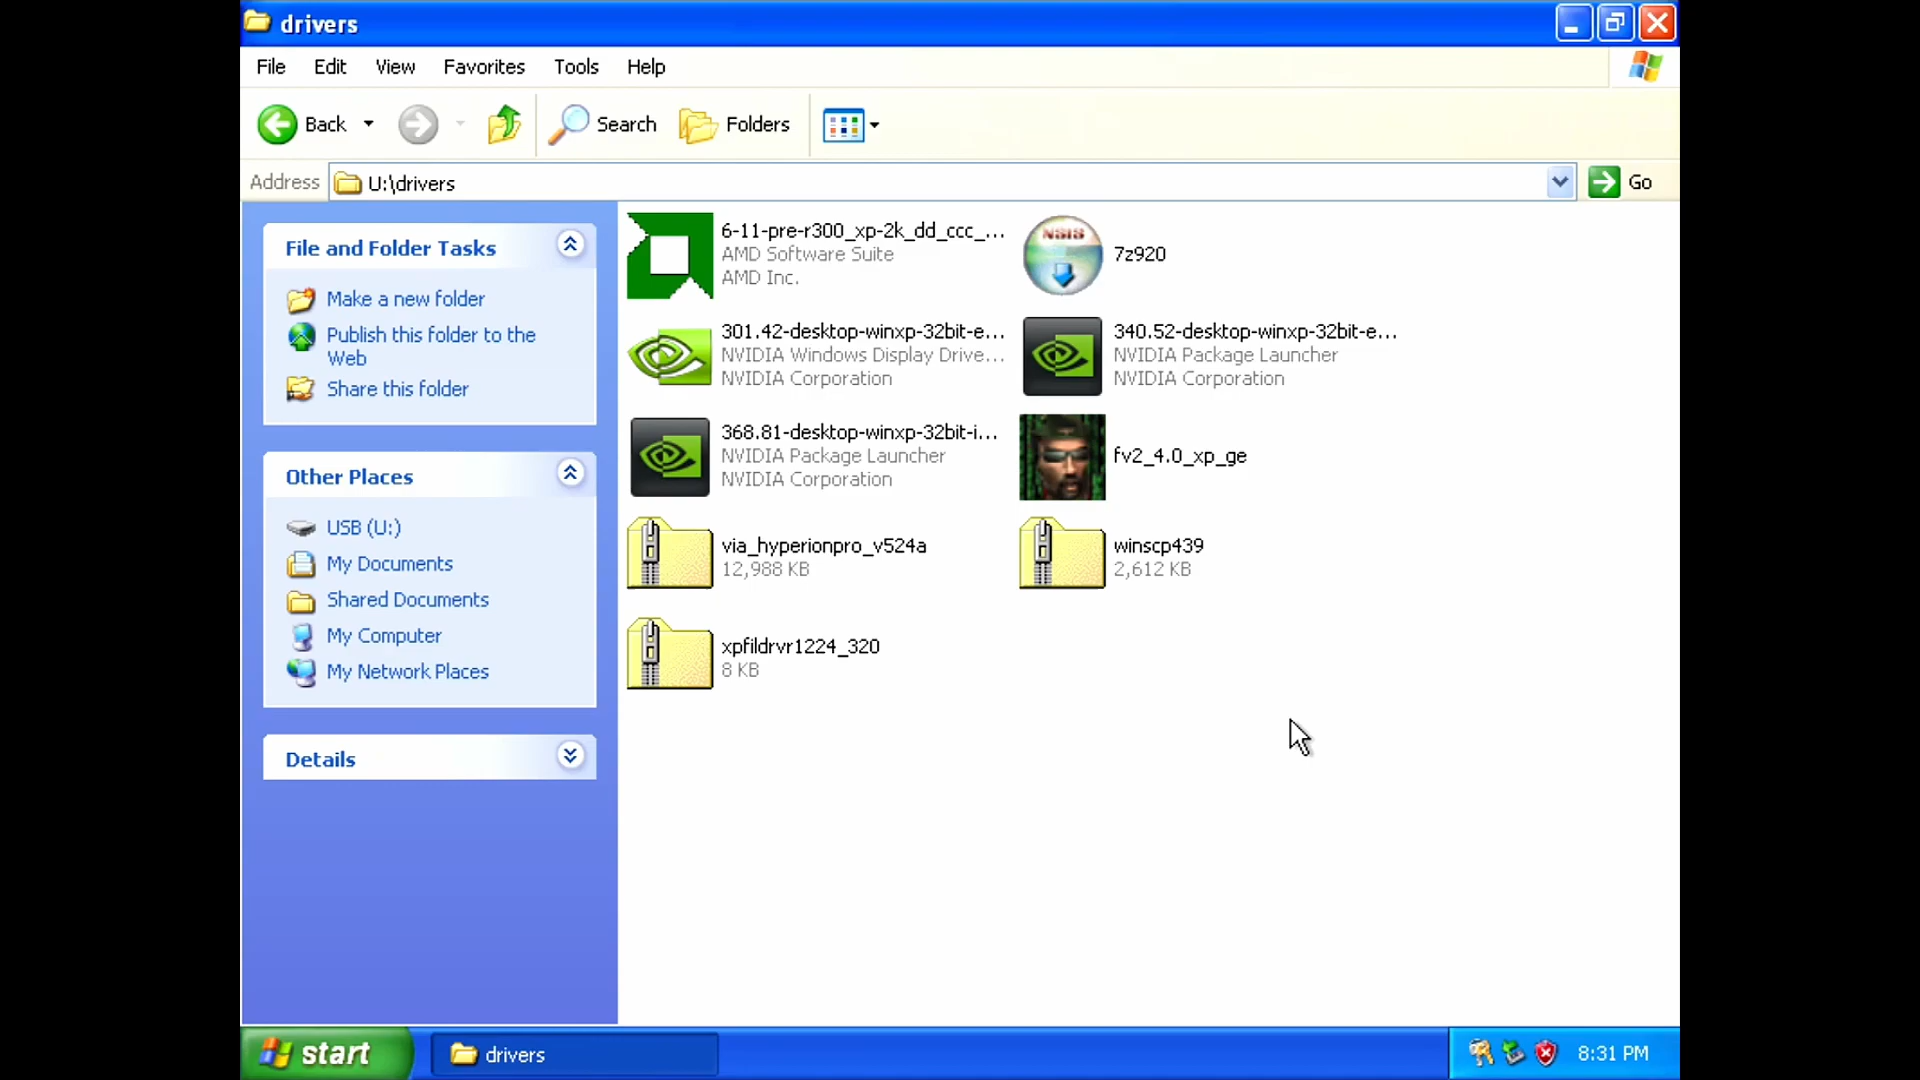 drivers
File Edit View Favorites Tools Help
Back Search Folders
Address U:\drivers Go
File and Folder Tasks
Make a new folder
Publish this folder to the
Web
Share this folder
Other Places
USB (U:)
My Documents
Shared Documents
My Computer
My Network Places
Details
6-11-pre-r300_xp-2k_dd_ccc_...
AMD Software Suite
AMD Inc.
NSIS
7z920
301.42-desktop-winxp-32bit-e...
NVIDIA Windows Display Drive...
NVIDIA Corporation
340.52-desktop-winxp-32bit-e...
NVIDIA Package Launcher
NVIDIA Corporation
368.81-desktop-winxp-32bit-i...
NVIDIA Package Launcher
NVIDIA Corporation
fv2_4.0_xp_ge
via_hyperionpro_v524a
12,988 KB
winscp439
2,612 KB
xpfildrvr1224_320
8 KB
start drivers 8:31 PM